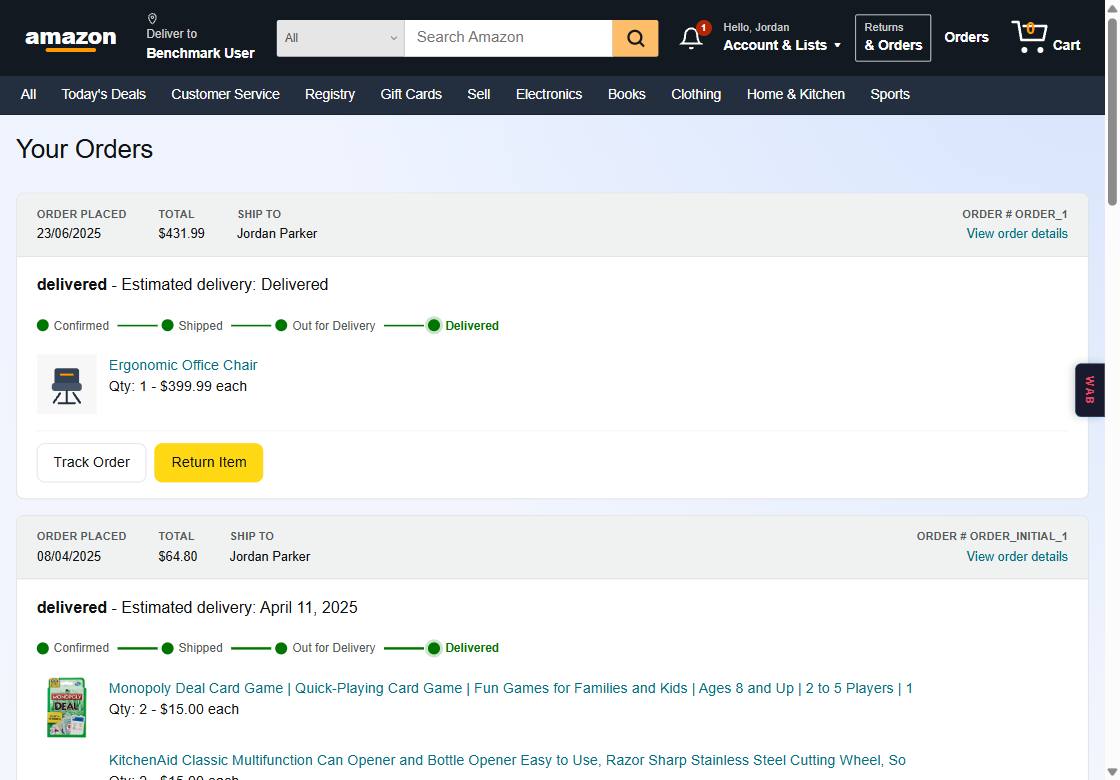 amazon
Deliver to
Benchmark User
All
Search Amazon
1
Hello, Jordan
Account & Lists
Returns
& Orders
Orders
0
Cart
All
Today's Deals
Customer Service
Registry
Gift Cards
Sell
Electronics
Books
Clothing
Home & Kitchen
Sports
Your Orders
ORDER PLACED
23/06/2025
TOTAL
$431.99
SHIP TO
Jordan Parker
ORDER # ORDER_1
View order details
delivered - Estimated delivery: Delivered
Confirmed
Shipped
Out for Delivery
Delivered
Ergonomic Office Chair
Qty: 1 - $399.99 each
WAB
Track Order
Return Item
ORDER PLACED
08/04/2025
TOTAL
$64.80
SHIP TO
Jordan Parker
ORDER # ORDER_INITIAL_1
View order details
delivered - Estimated delivery: April 11, 2025
Confirmed
Shipped
Out for Delivery
Delivered
MONOPOLY
DEAL
Monopoly Deal Card Game | Quick-Playing Card Game | Fun Games for Families and Kids | Ages 8 and Up | 2 to 5 Players | 1
Qty: 2 - $15.00 each
KitchenAid Classic Multifunction Can Opener and Bottle Opener Easy to Use, Razor Sharp Stainless Steel Cutting Wheel, So
Qty: 2 - $15.00 each